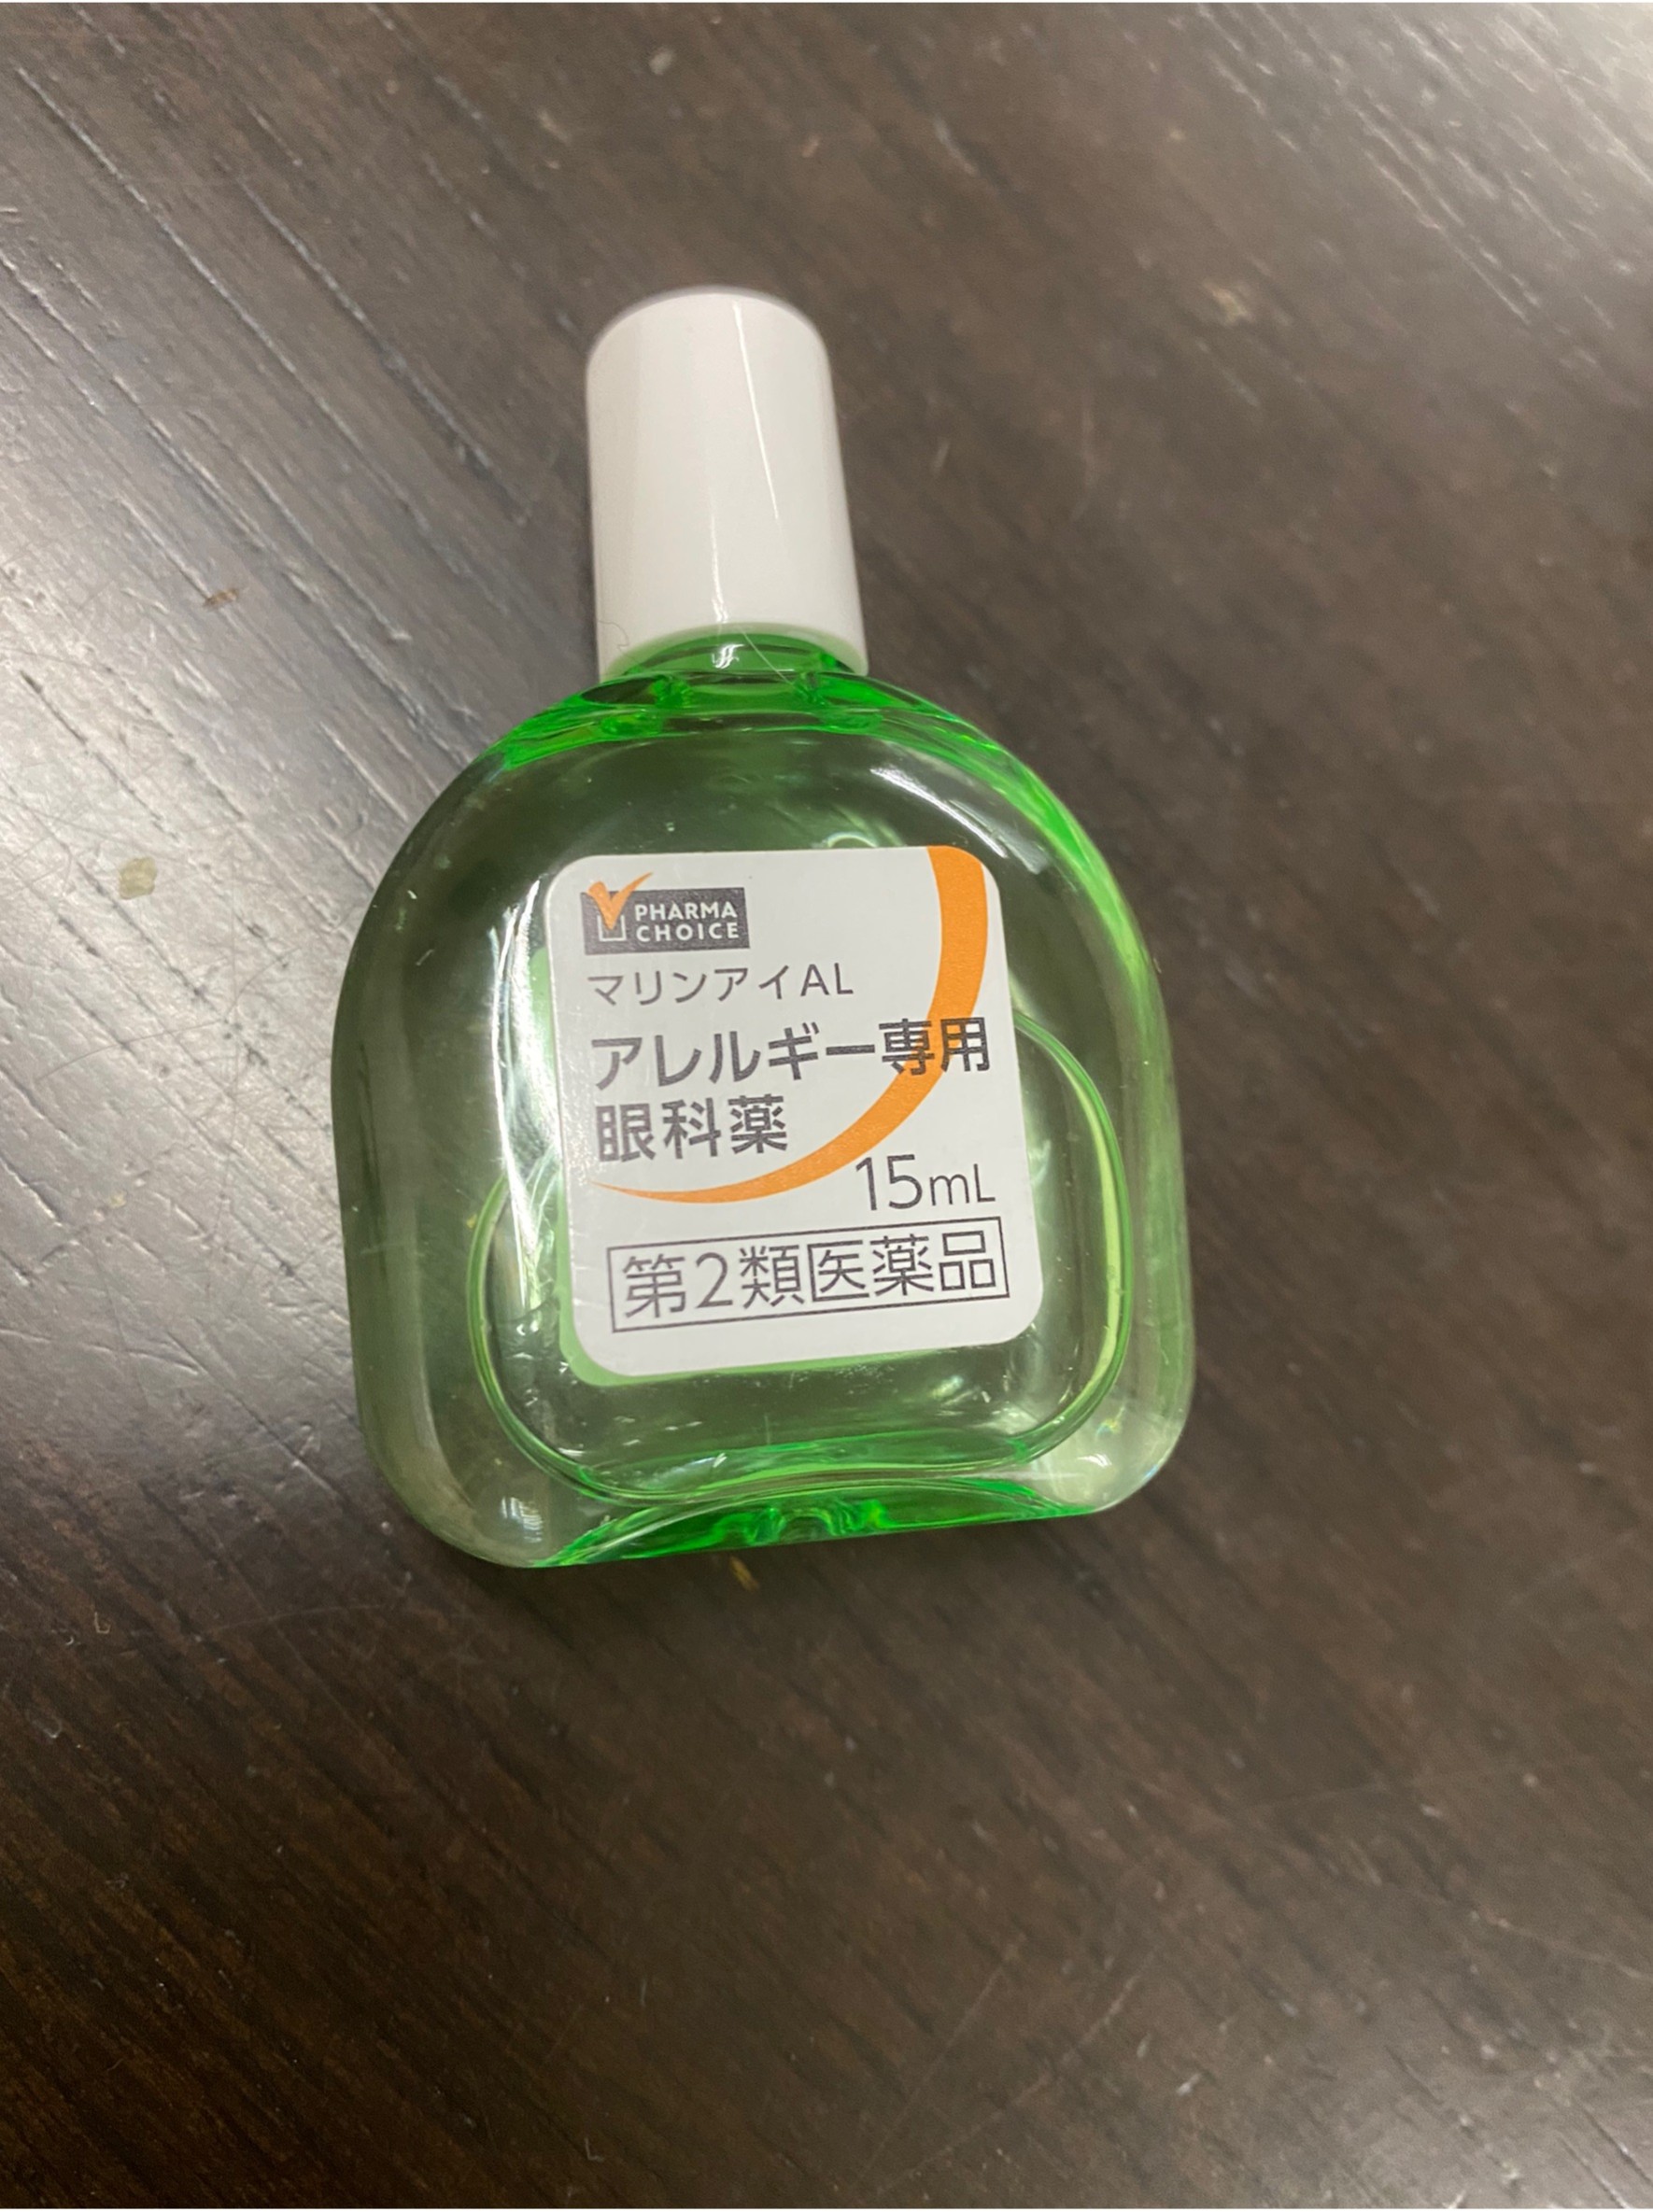 PHARMA
CHOICE
マリンアイAL
アレルギー専用
眼科薬
15mL
第2類医薬品